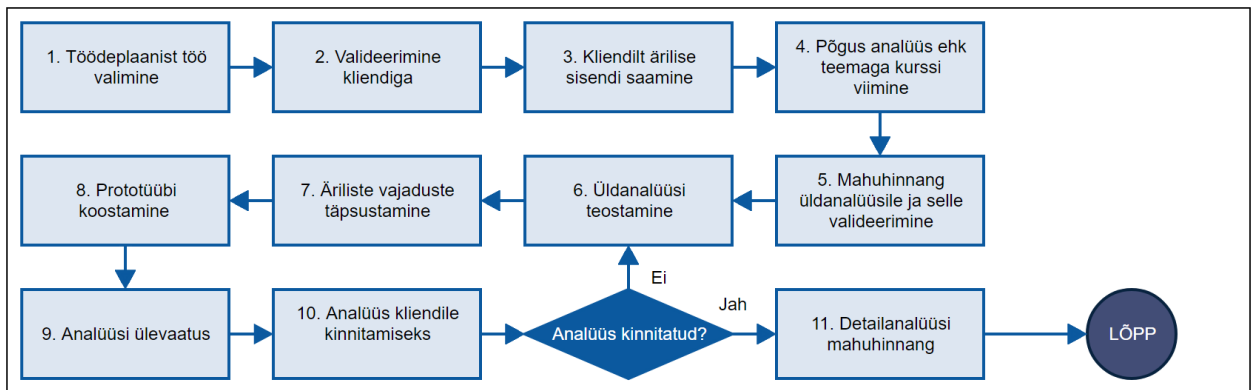 1. Töödeplaanist töö
valimine
2. Valideerimine
kliendiga
3. Kliendilt ärilise
sisendi saamine
4. Põgus analüüs ehk
teemaga kurssi
viimine
5. Mahuhinnang
üldanalüüsile ja selle
valideerimine
6. Üldanalüüsi
teostamine
7. Äriliste vajaduste
täpsustamine
8. Prototüübi
koostamine
9. Analüüsi ülevaatus
10. Analüüs kliendile
kinnitamiseks
Analüüs kinnitatud?
Ei
Jah
11. Detailanalüüsi
mahuhinnang
LÕPP